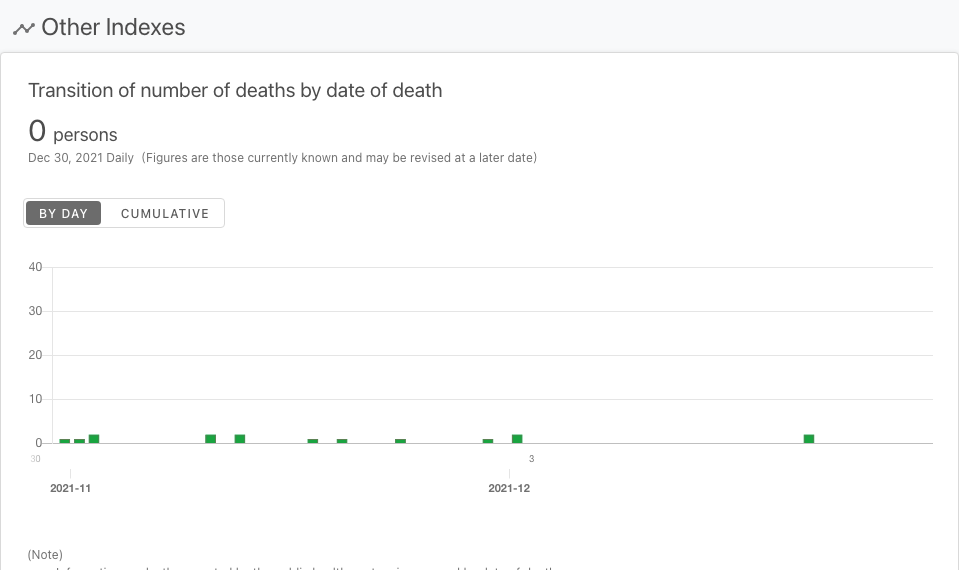 Other Indexes
Transition of number of deaths by date of death
0 persons
Dec 30, 2021 Daily (Figures are those currently known and may be revised at a later date)
BY DAY CUMULATIVE
40
30
20
10
0
30 3
2021-11 2021-12
(Note)